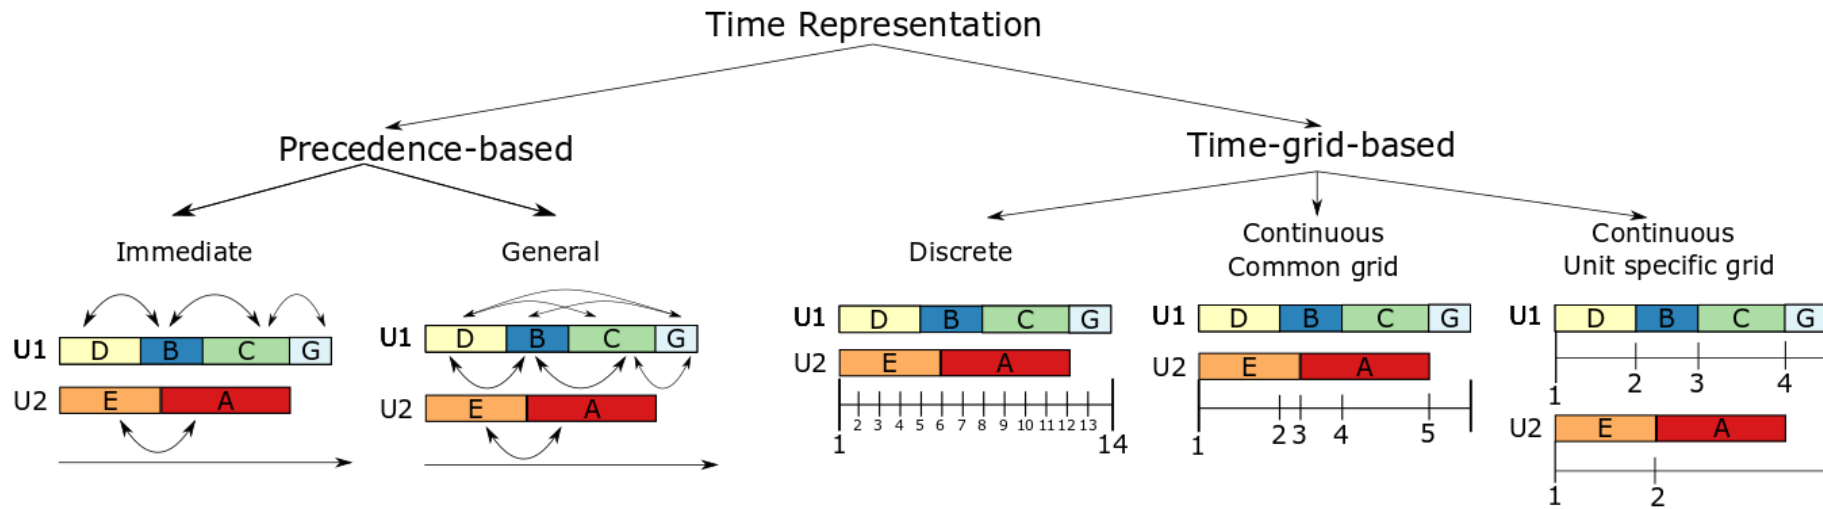 Time Representation
Precedence-based
Time-grid-based
Immediate
General
Discrete
Continuous
Common grid
Continuous
Unit specific grid
U1 D B C G
U2 E A
U1 D B C G
U2 E A
U1 D B C G
U2 E A
1 2 3 4 5 6 7 8 9 10 11 12 13 14
U1 D B C G
U2 E A
1 2 3 4 5
U1 D B C G
1 2 3 4
U2 E A
1 2